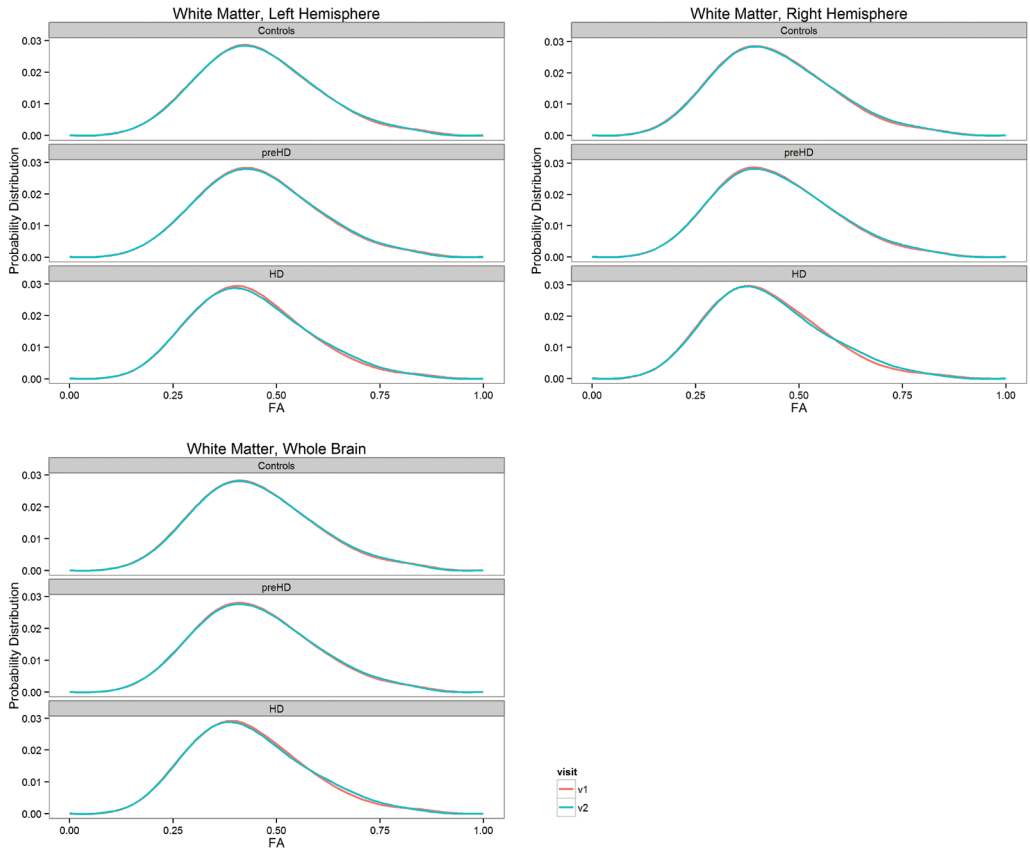 White Matter, Left Hemisphere
Controls
0.03
0.02
0.01
0.00
preHD
0.03
0.02
0.01
0.00
HD
0.03
0.02
0.01
0.00
Probability Distribution
0.00 0.25 0.50 0.75 1.00
FA
White Matter, Right Hemisphere
Controls
0.03
0.02
0.01
0.00
preHD
0.03
0.02
0.01
0.00
HD
0.03
0.02
0.01
0.00
Probability Distribution
0.00 0.25 0.50 0.75 1.00
FA
White Matter, Whole Brain
Controls
0.03
0.02
0.01
0.00
preHD
0.03
0.02
0.01
0.00
HD
0.03
0.02
0.01
0.00
Probability Distribution
0.00 0.25 0.50 0.75 1.00
FA
visit
v1
v2